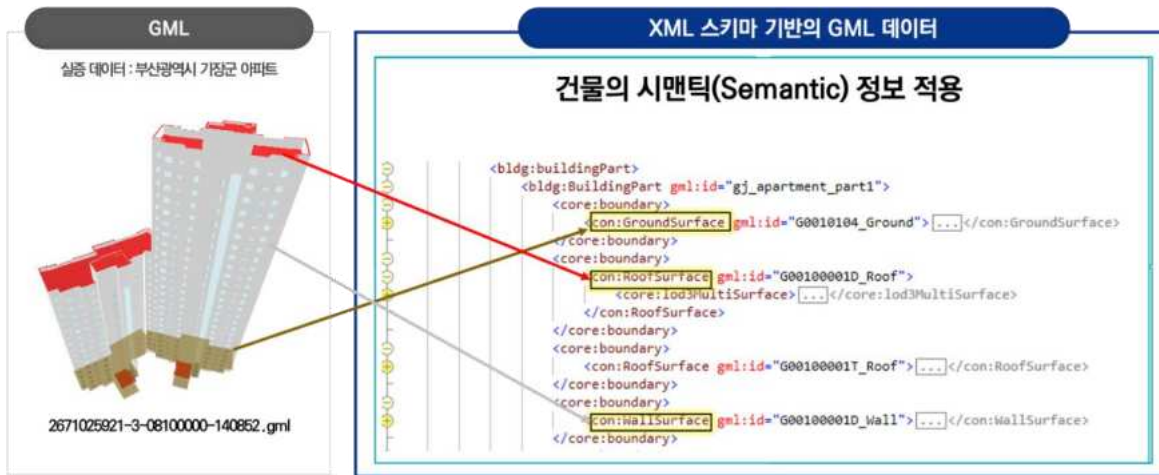 GML
실증 데이터 : 부산광역시 기장군 아파트
2671025921-3-08100000-140852.gml
XML 스키마 기반의 GML 데이터
건물의 시맨틱(Semantic) 정보 적용
<bldg:buildingPart>
<bldg:BuildingPart gml:id="gj_apartment_part1">
<core:boundary>
<con:GroundSurface gml:id="G0010104_Ground">...</con:GroundSurface>
</core:boundary>
<core:boundary>
<con:RoofSurface gml:id="G00100001D_Roof">
<core:lod3MultiSurface>...</core:lod3MultiSurface>
</con:RoofSurface>
</core:boundary>
<core:boundary>
<con:RoofSurface gml:id="G00100001T_Roof">...</con:RoofSurface>
</core:boundary>
<core:boundary>
<con:WallSurface gml:id="G00100001D_Wall">...</con:WallSurface>
</core:boundary>